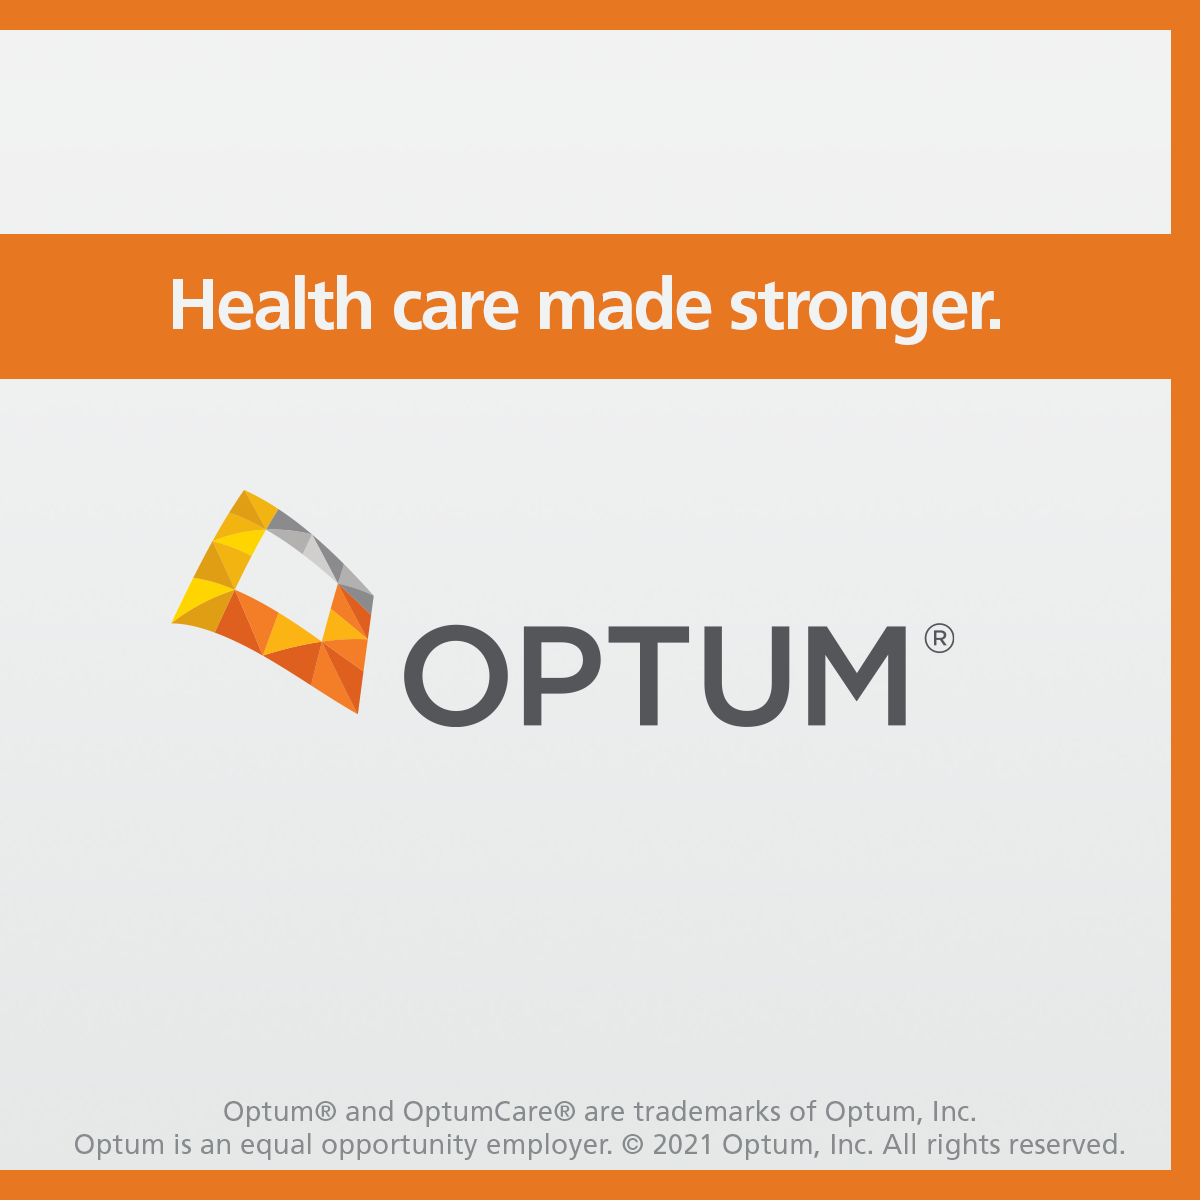 Health care made stronger.
OPTUM®
Optum® and OptumCare® are trademarks of Optum, Inc.
Optum is an equal opportunity employer. © 2021 Optum, Inc. All rights reserved.